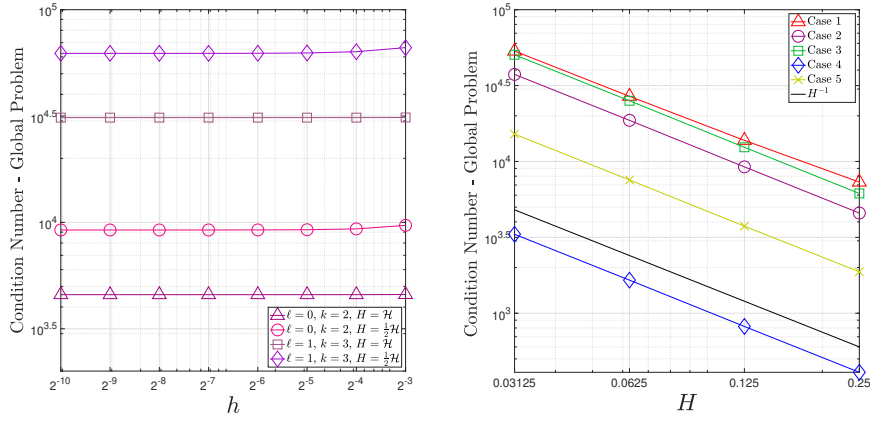 Condition Number - Global Problem
10^5
10^4.5
10^4
10^3.5
2^-10 2^-9 2^-8 2^-7 2^-6 2^-5 2^-4 2^-3
h
ℓ = 0, k = 2, H = ℋ
ℓ = 0, k = 2, H = ½ℋ
ℓ = 1, k = 3, H = ℋ
ℓ = 1, k = 3, H = ½ℋ
Condition Number - Global Problem
10^5
10^4.5
10^4
10^3.5
10^3
0.03125 0.0625 0.125 0.25
H
Case 1
Case 2
Case 3
Case 4
Case 5
H^-1